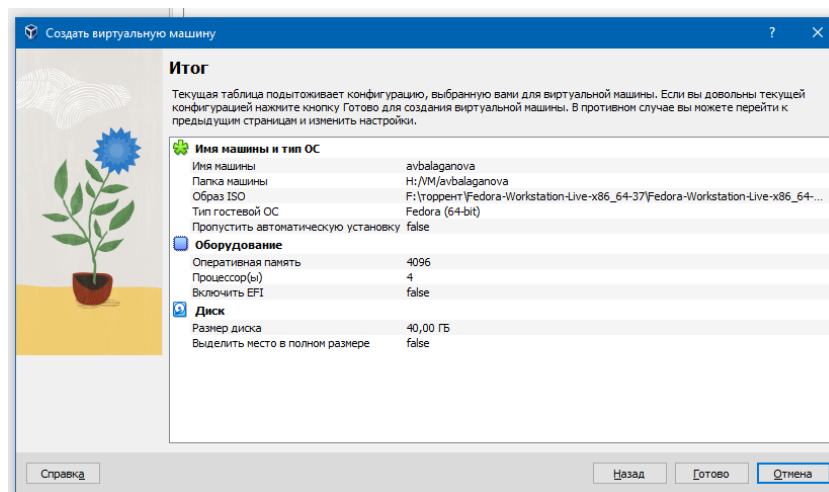 Создать виртуальную машину
?
Итог
Текущая таблица подытоживает конфигурацию, выбранную вами для виртуальной машины. Если вы довольны текущей
конфигурацией нажмите кнопку Готово для создания виртуальной машины. В противном случае вы можете перейти к
предыдущим страницам и изменить настройки.
Имя машины и тип ОС
Имя машины avbalaganova
Папка машины H:/VM/avbalaganova
Образ ISO F:\торрент\Fedora-Workstation-Live-x86_64-37\Fedora-Workstation-Live-x86_64-...
Тип гостевой ОС Fedora (64-bit)
Пропустить автоматическую установку false
Оборудование
Оперативная память 4096
Процессор(ы) 4
Включить EFI false
Диск
Размер диска 40,00 ГБ
Выделить место в полном размере false
Справка Назад Готово Отмена